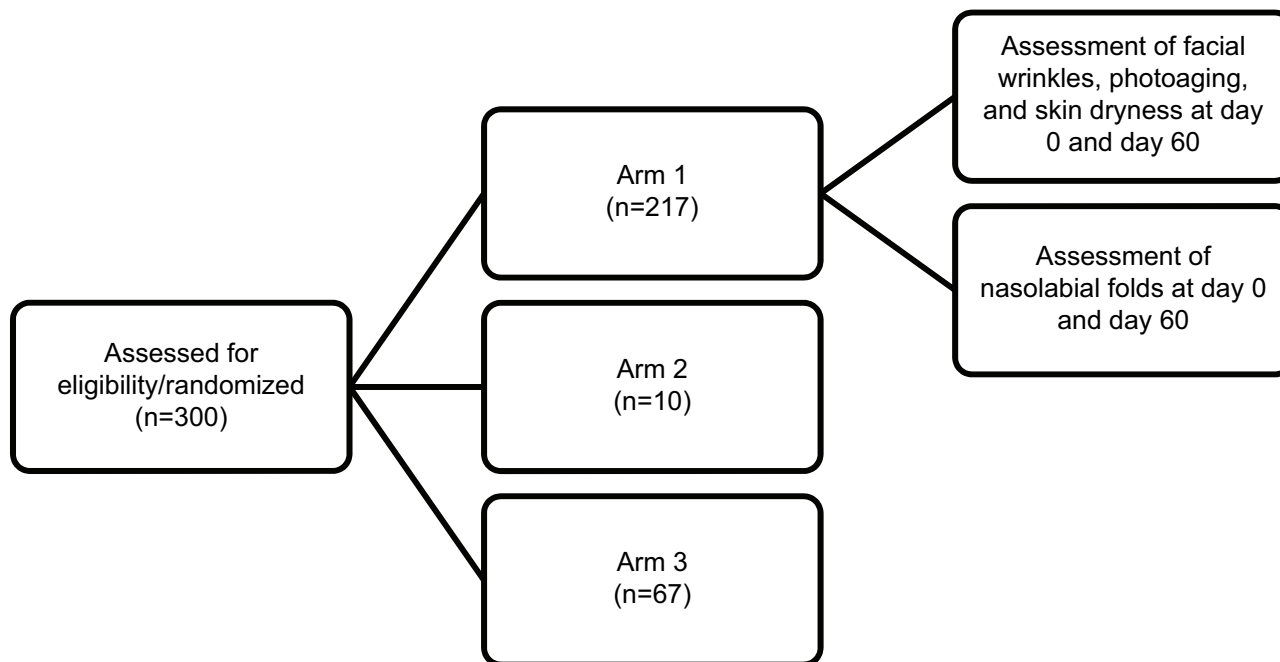 Assessed for
eligibility/randomized
(n=300)
Arm 1
(n=217)
Arm 2
(n=10)
Arm 3
(n=67)
Assessment of facial
wrinkles, photoaging,
and skin dryness at day
0 and day 60
Assessment of
nasolabial folds at day 0
and day 60